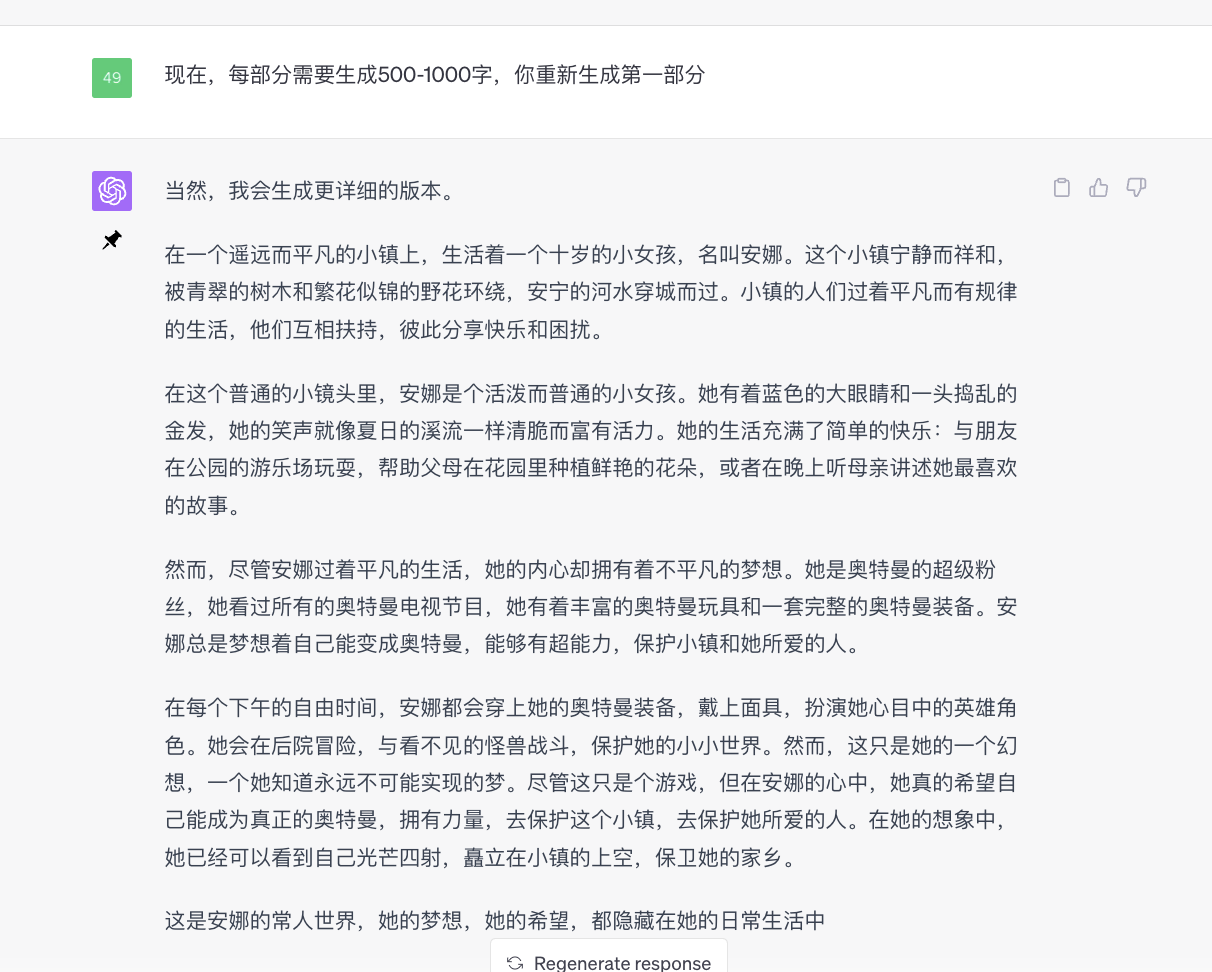 49
现在，每部分需要生成500-1000字，你重新生成第一部分
当然，我会生成更详细的版本。
在一个遥远而平凡的小镇上，生活着一个十岁的小女孩，名叫安娜。这个小镇宁静而祥和，
被青翠的树木和繁花似锦的野花环绕，安宁的河水穿城而过。小镇的人们过着平凡而有规律
的生活，他们互相扶持，彼此分享快乐和困扰。
在这个普通的小镜头里，安娜是个活泼而普通的小女孩。她有着蓝色的大眼睛和一头捣乱的
金发，她的笑声就像夏日的溪流一样清脆而富有活力。她的生活充满了简单的快乐：与朋友
在公园的游乐场玩耍，帮助父母在花园里种植鲜艳的花朵，或者在晚上听母亲讲述她最喜欢
的故事。
然而，尽管安娜过着平凡的生活，她的内心却拥有着不平凡的梦想。她是奥特曼的超级粉
丝，她看过所有的奥特曼电视节目，她有着丰富的奥特曼玩具和一套完整的奥特曼装备。安
娜总是梦想着自己能变成奥特曼，能够有超能力，保护小镇和她所爱的人。
在每个下午的自由时间，安娜都会穿上她的奥特曼装备，戴上面具，扮演她心目中的英雄角
色。她会在后院冒险，与看不见的怪兽战斗，保护她的小小世界。然而，这只是她的一个幻
想，一个她知道永远不可能实现的梦。尽管这只是个游戏，但在安娜的心中，她真的希望自
己能成为真正的奥特曼，拥有力量，去保护这个小镇，去保护她所爱的人。在她的想象中，
她已经可以看到自己光芒四射，矗立在小镇的上空，保卫她的家乡。
这是安娜的常人世界，她的梦想，她的希望，都隐藏在她的日常生活中
Regenerate response